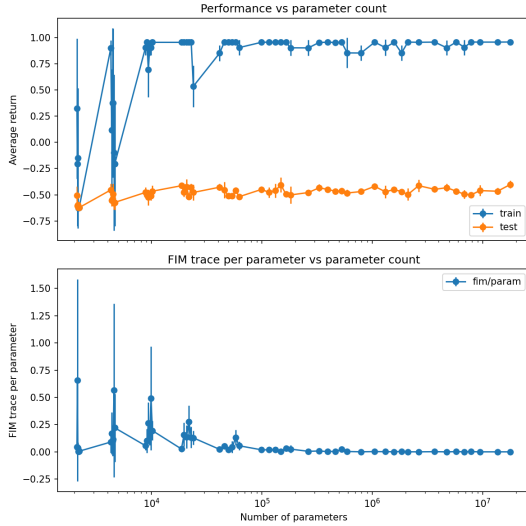 Performance vs parameter count
1.00
0.75
0.50
0.25
0.00
−0.25
−0.50
−0.75
Average return
train
test
FIM trace per parameter vs parameter count
1.50
1.25
1.00
0.75
0.50
0.25
0.00
−0.25
FIM trace per parameter
fim/param
10^4
10^5
10^6
10^7
Number of parameters